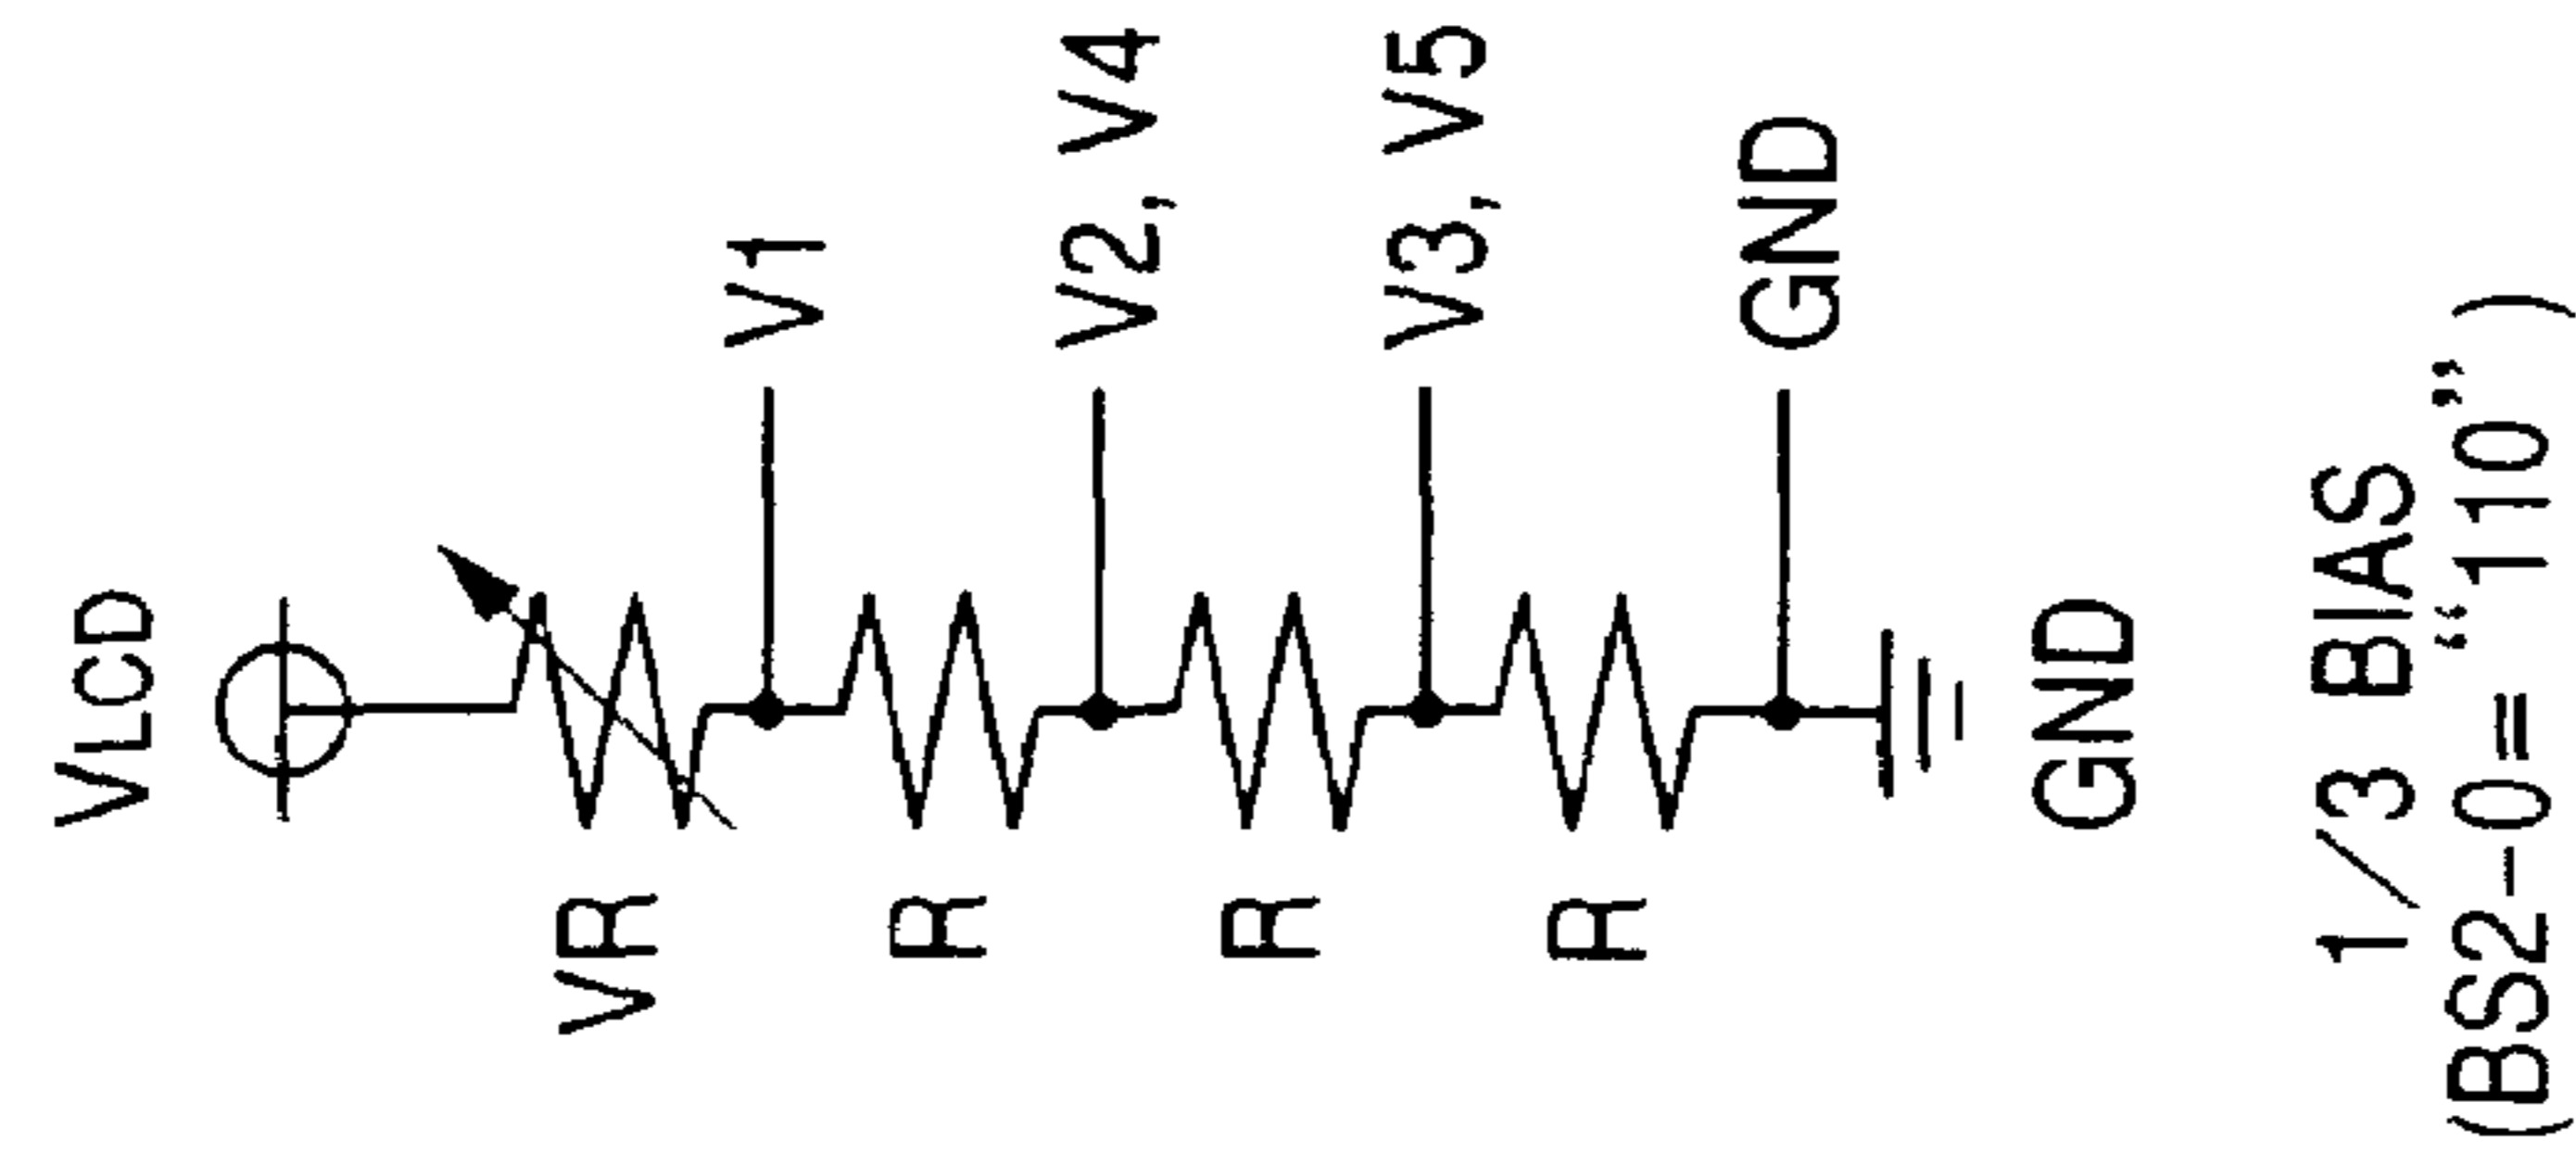 VLCD
VR
V1
R
V2, V4
R
V3, V5
R
GND
GND
1/3 BIAS
(BS2-0= “110”)